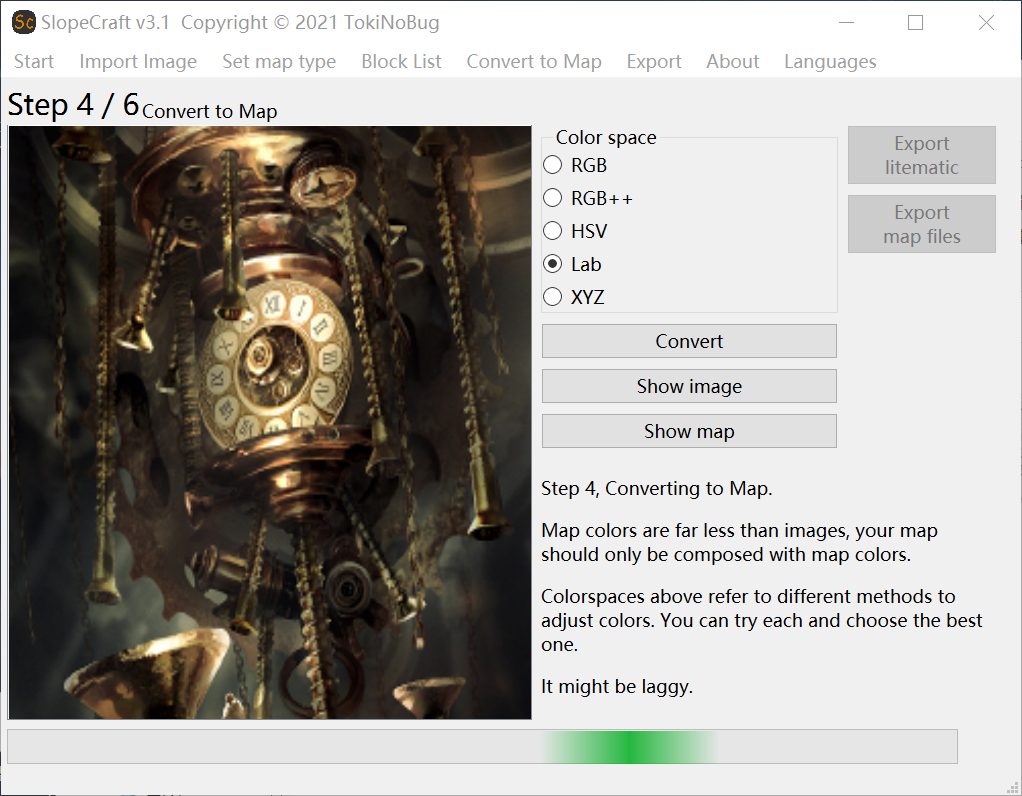 Sc SlopeCraft v3.1 Copyright © 2021 TokiNoBug
Start Import Image Set map type Block List Convert to Map Export About Languages
Step 4 / 6 Convert to Map
Color space
RGB
RGB++
HSV
Lab
XYZ
Export
litematic
Export
map files
Convert
Show image
Show map
Step 4, Converting to Map.
Map colors are far less than images, your map
should only be composed with map colors.
Colorspaces above refer to different methods to
adjust colors. You can try each and choose the best
one.
It might be laggy.
XII
I
X
IX